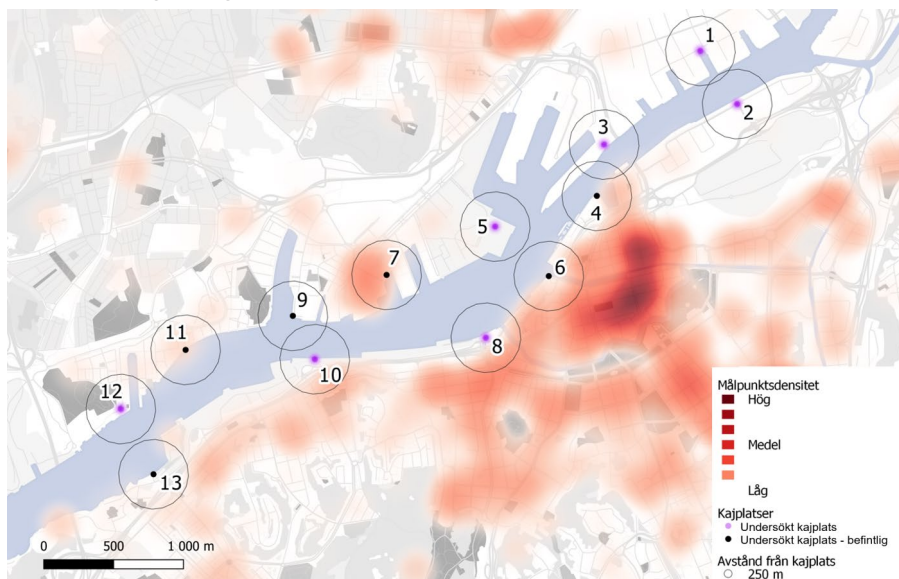 1
2
3
4
5
6
7
8
9
10
11
12
13
0 500 1 000 m
Målpunktsdensitet
Hög
Medel
Låg
Kajplatser
Undersökt kajplats
Undersökt kajplats - befintlig
Avstånd från kajplats
250 m